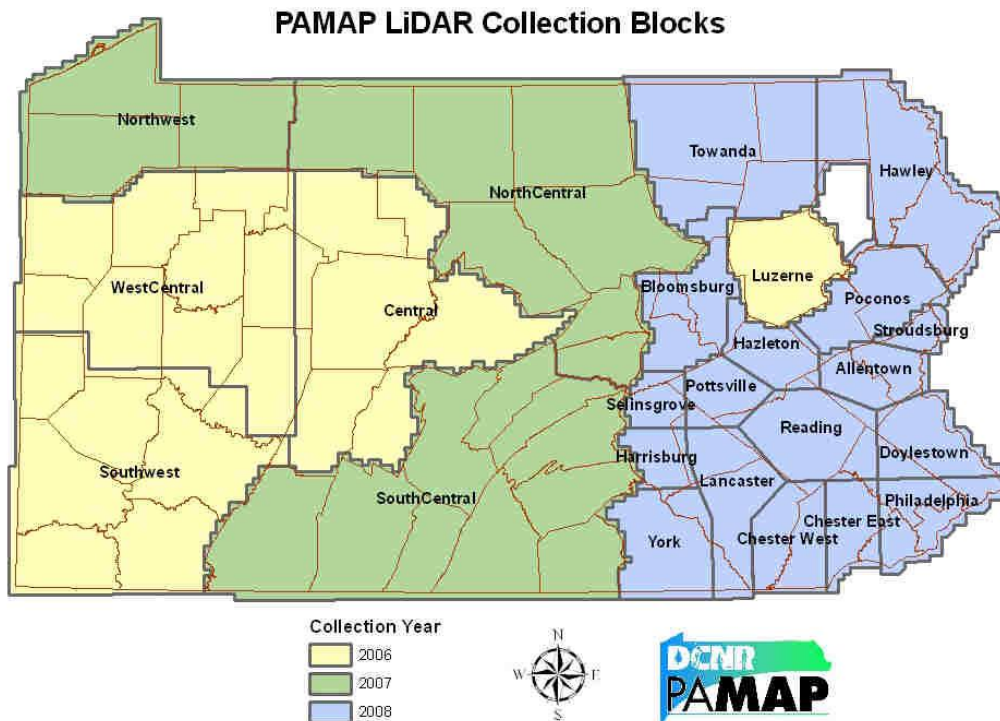 PAMAP LiDAR Collection Blocks
Northwest
Towanda
Hawley
NorthCentral
Luzerne
WestCentral
Bloomsburg
Poconos
Central
Stroudsburg
Hazleton
Allentown
Pottsville
Selinsgrove
Reading
Doylestown
Harrisburg
Southwest
Lancaster
SouthCentral
Philadelphia
Chester East
York
Chester West
Collection Year
2006
2007
2008
N
W E
S
DCNR
PAMAP